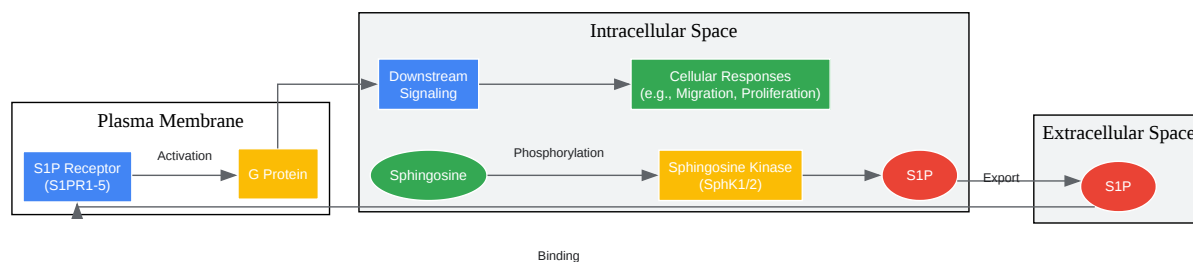 Intracellular Space
Downstream
Signaling
Cellular Responses
(e.g., Migration, Proliferation)
Plasma Membrane
S1P Receptor
(S1PR1-5)
Activation
G Protein
Sphingosine
Phosphorylation
Sphingosine Kinase
(SphK1/2)
S1P
Export
Extracellular Space
S1P
Binding